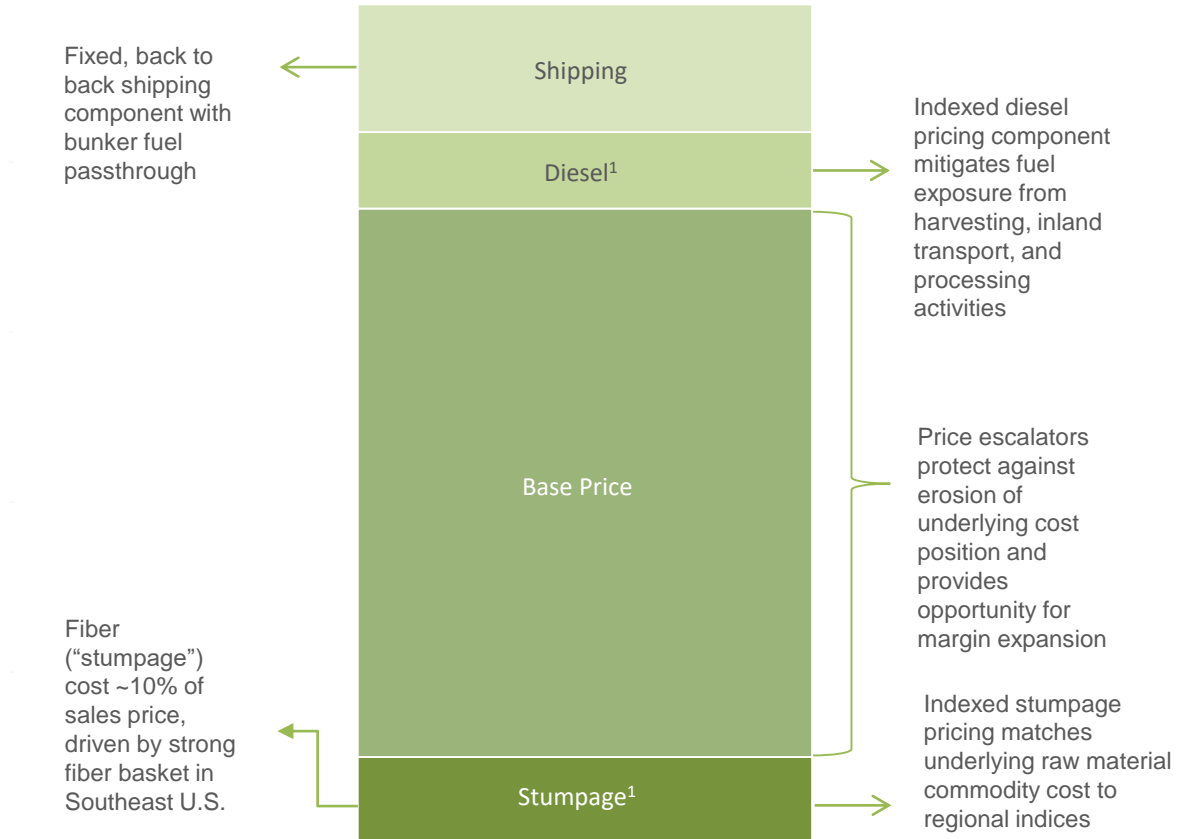 Fixed, back to
back shipping
component with
bunker fuel
passthrough
Shipping
Indexed diesel
pricing component
mitigates fuel
exposure from
harvesting, inland
transport, and
processing
activities
Diesel¹
Base Price
Price escalators
protect against
erosion of
underlying cost
position and
provides
opportunity for
margin expansion
Fiber
(“stumpage”)
cost ~10% of
sales price,
driven by strong
fiber basket in
Southeast U.S.
Stumpage¹
Indexed stumpage
pricing matches
underlying raw material
commodity cost to
regional indices